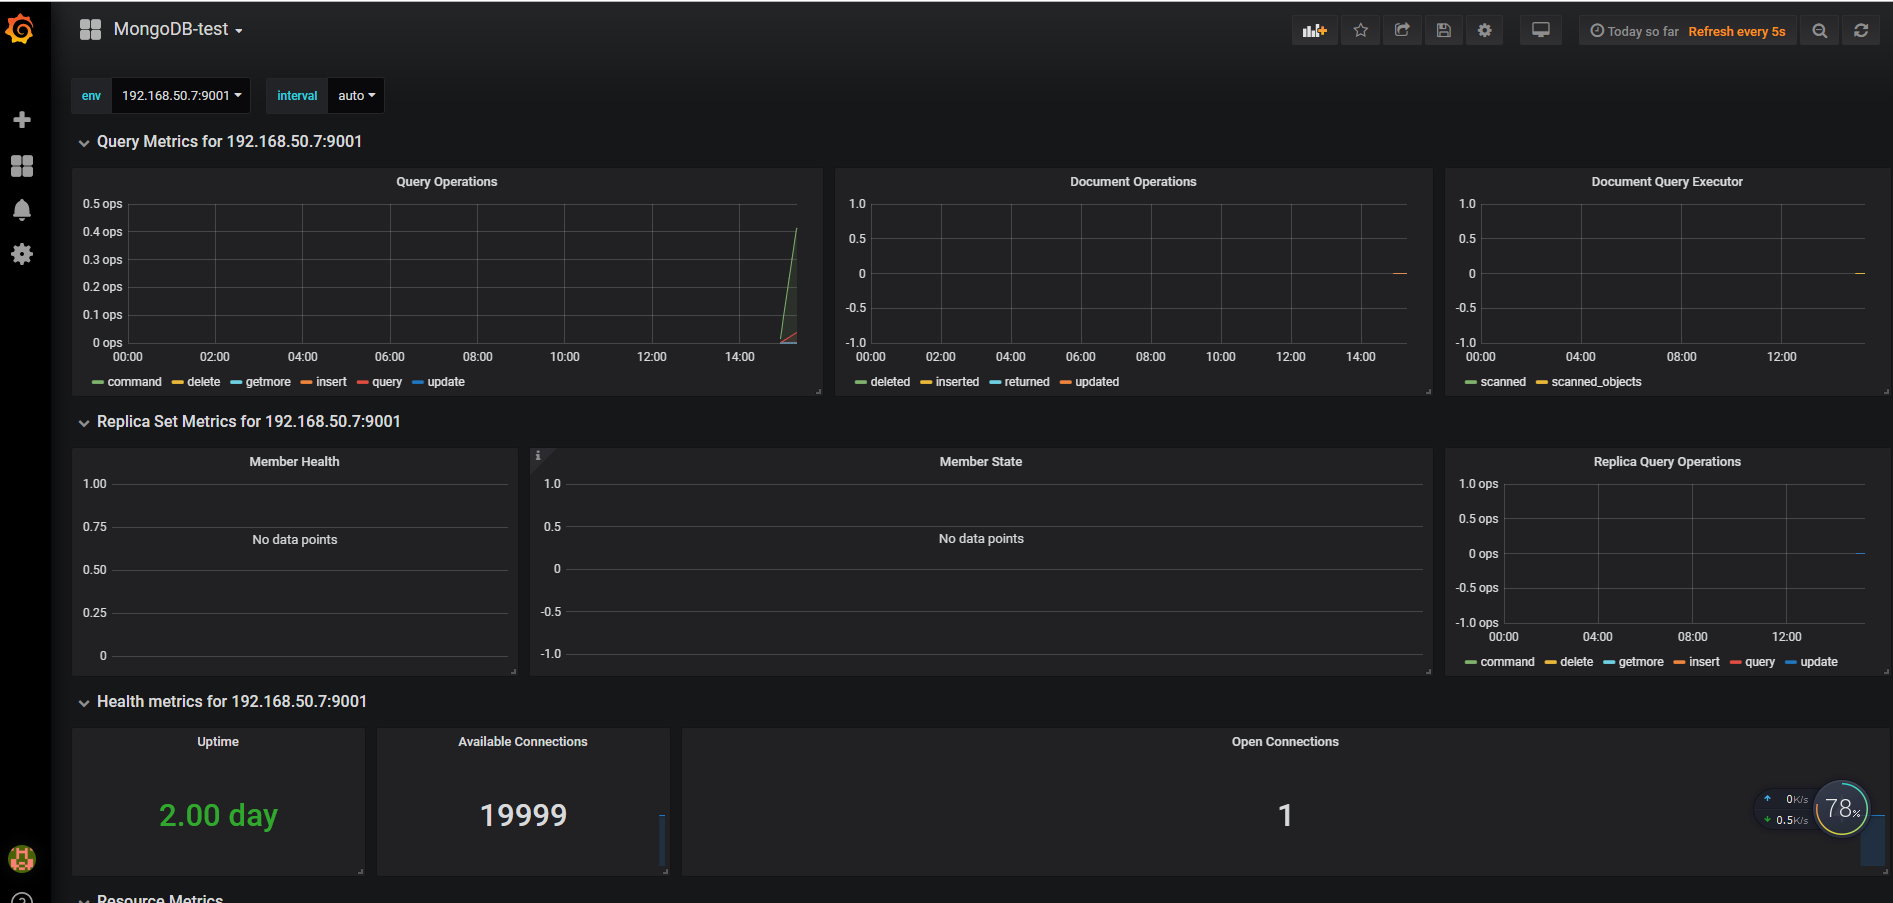 MongoDB-test
Today so far Refresh every 5s
env 192.168.50.7:9001 interval auto
Query Metrics for 192.168.50.7:9001
Query Operations
0.5 ops
0.4 ops
0.3 ops
0.2 ops
0.1 ops
0 ops
00:00 02:00 04:00 06:00 08:00 10:00 12:00 14:00
command delete getmore insert query update
Document Operations
1.0
0.5
0
-0.5
-1.0
00:00 02:00 04:00 06:00 08:00 10:00 12:00 14:00
deleted inserted returned updated
Document Query Executor
1.0
0.5
0
-0.5
-1.0
00:00 04:00 08:00 12:00
scanned scanned_objects
Replica Set Metrics for 192.168.50.7:9001
Member Health
1.00
0.75
0.50
0.25
0
No data points
i
Member State
1.0
0.5
0
-0.5
-1.0
No data points
Replica Query Operations
1.0 ops
0.5 ops
0 ops
-0.5 ops
-1.0 ops
00:00 04:00 08:00 12:00
command delete getmore insert query update
Health metrics for 192.168.50.7:9001
Uptime
2.00 day
Available Connections
19999
Open Connections
1
0K/s
0.5K/s
78%
Resource Metrics